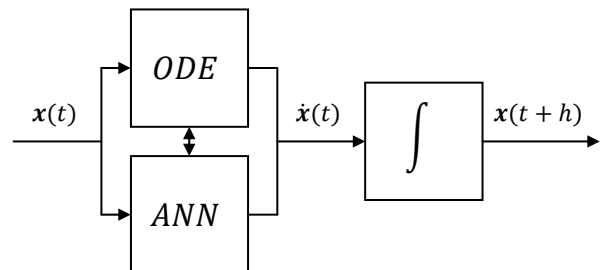 ODE
x(t)
ẋ(t)
∫
x(t + h)
ANN